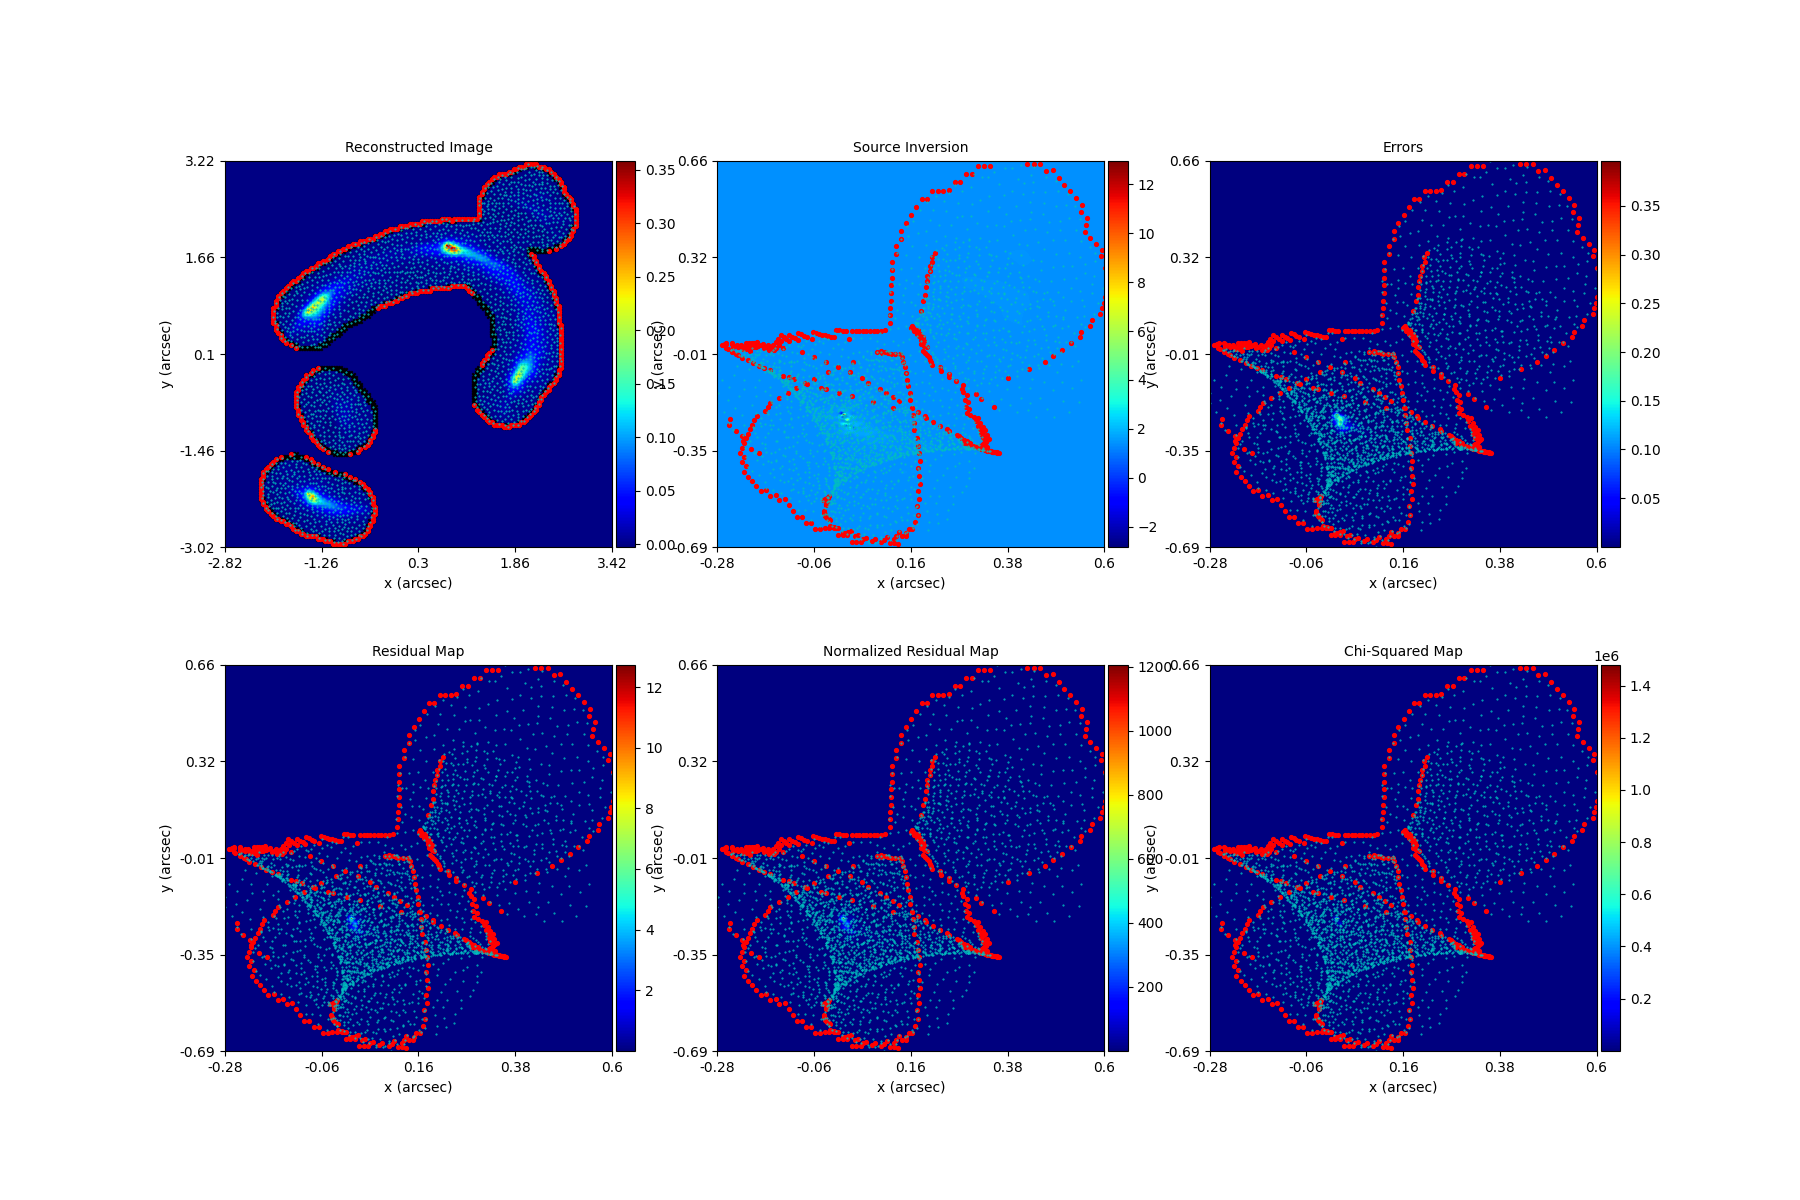 Reconstructed Image
Source Inversion
Errors
3.22
1.66
0.1
-1.46
-3.02
y (arcsec)
-2.82 -1.26 0.3 1.86 3.42
x (arcsec)
0.35
0.30
0.25
0.20
0.15
0.10
0.05
0.00
0.66
0.32
-0.01
-0.35
-0.69
y (arcsec)
-0.28 -0.06 0.16 0.38 0.6
x (arcsec)
12
10
8
6
4
2
0
−2
0.66
0.32
-0.01
-0.35
-0.69
y (arcsec)
-0.28 -0.06 0.16 0.38 0.6
x (arcsec)
0.35
0.30
0.25
0.20
0.15
0.10
0.05
Residual Map
Normalized Residual Map
Chi-Squared Map
0.66
0.32
-0.01
-0.35
-0.69
y (arcsec)
-0.28 -0.06 0.16 0.38 0.6
x (arcsec)
12
10
8
6
4
2
0.66
0.32
-0.01
-0.35
-0.69
y (arcsec)
-0.28 -0.06 0.16 0.38 0.6
x (arcsec)
1200
1000
800
600
400
200
0.66
0.32
-0.01
-0.35
-0.69
y (arcsec)
-0.28 -0.06 0.16 0.38 0.6
x (arcsec)
1e6
1.4
1.2
1.0
0.8
0.6
0.4
0.2